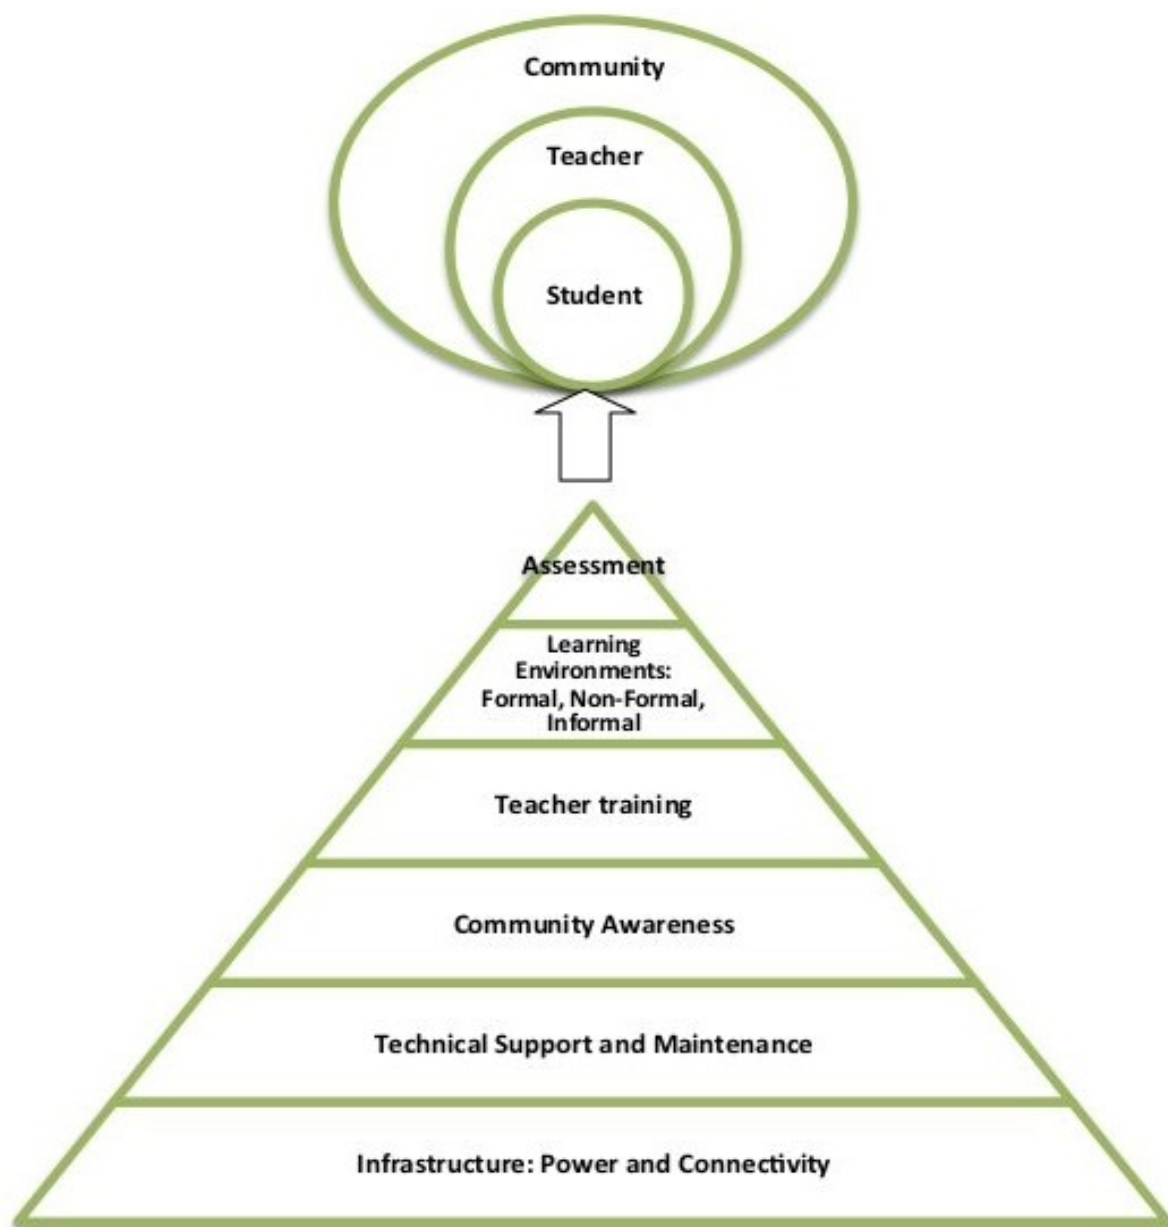 Community
Teacher
Student
Assessment
Learning
Environments:
Formal, Non-Formal,
Informal
Teacher training
Community Awareness
Technical Support and Maintenance
Infrastructure: Power and Connectivity